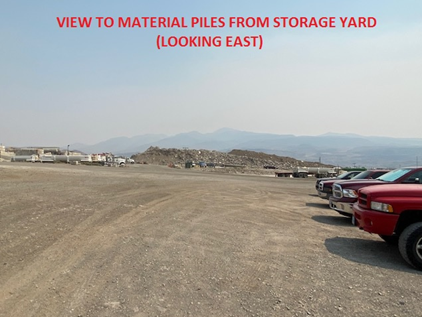 VIEW TO MATERIAL PILES FROM STORAGE YARD
(LOOKING EAST)